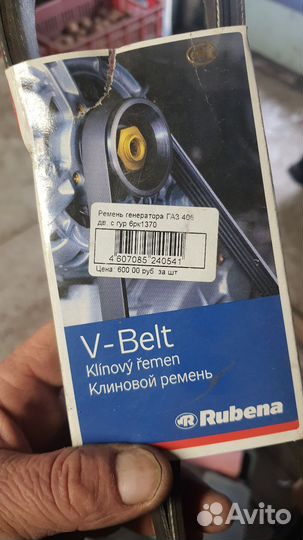 Ремень генератора ГАЗ 406
дв. с гур 6рк1370
4 607085 240541
Цена: 600.00 руб. за шт
V-Belt
Klínový řemen
Клиновой ремень
Rubena
Avito